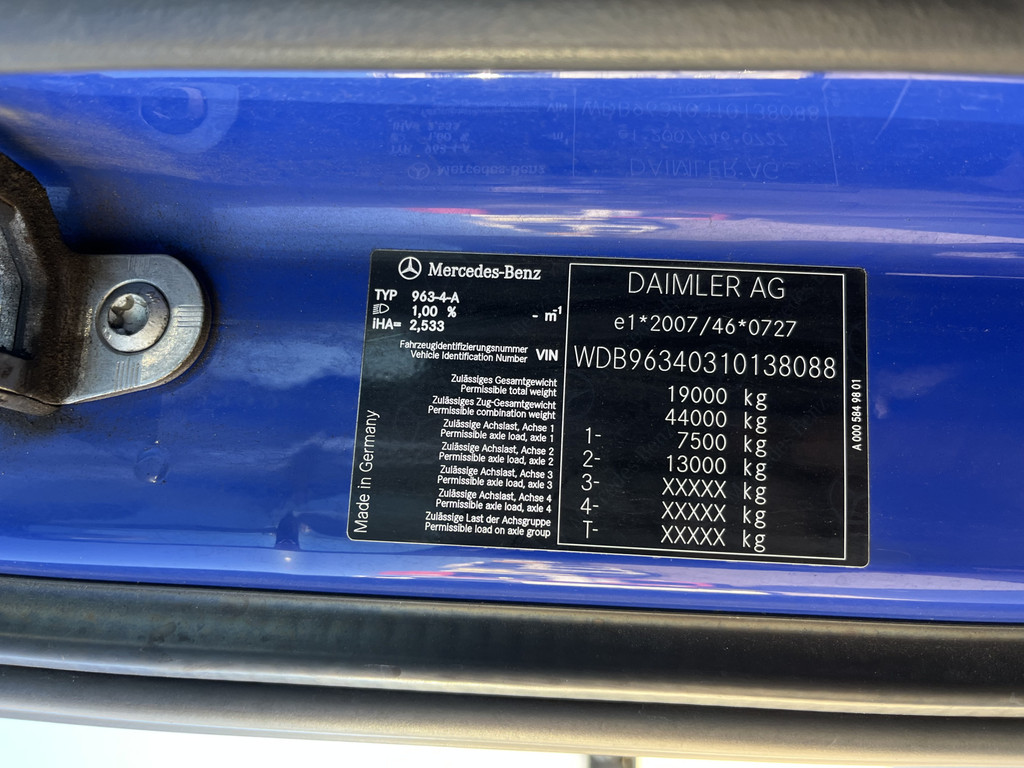 Mercedes-Benz
TYP 963-4-A
1,00 % - m⁻¹
iHA= 2,533
Fahrzeugidentifizierungsnummer
Vehicle Identification Number VIN
Zulässiges Gesamtgewicht
Permissible total weight
Zulässiges Zug-Gesamtgewicht
Permissible combination weight
Zulässige Achslast, Achse 1
Permissible axle load, axle 1
Zulässige Achslast, Achse 2
Permissible axle load, axle 2
Zulässige Achslast, Achse 3
Permissible axle load, axle 3
Zulässige Achslast, Achse 4
Permissible axle load, axle 4
Zulässige Last der Achsgruppe
Permissible load on axle group
Made in Germany
DAIMLER AG
e1*2007/46*0727
WDB96340310138088
19000 kg
44000 kg
1- 7500 kg
2- 13000 kg
3- XXXXX kg
4- XXXXX kg
T- XXXXX kg
A 000 584 98 01